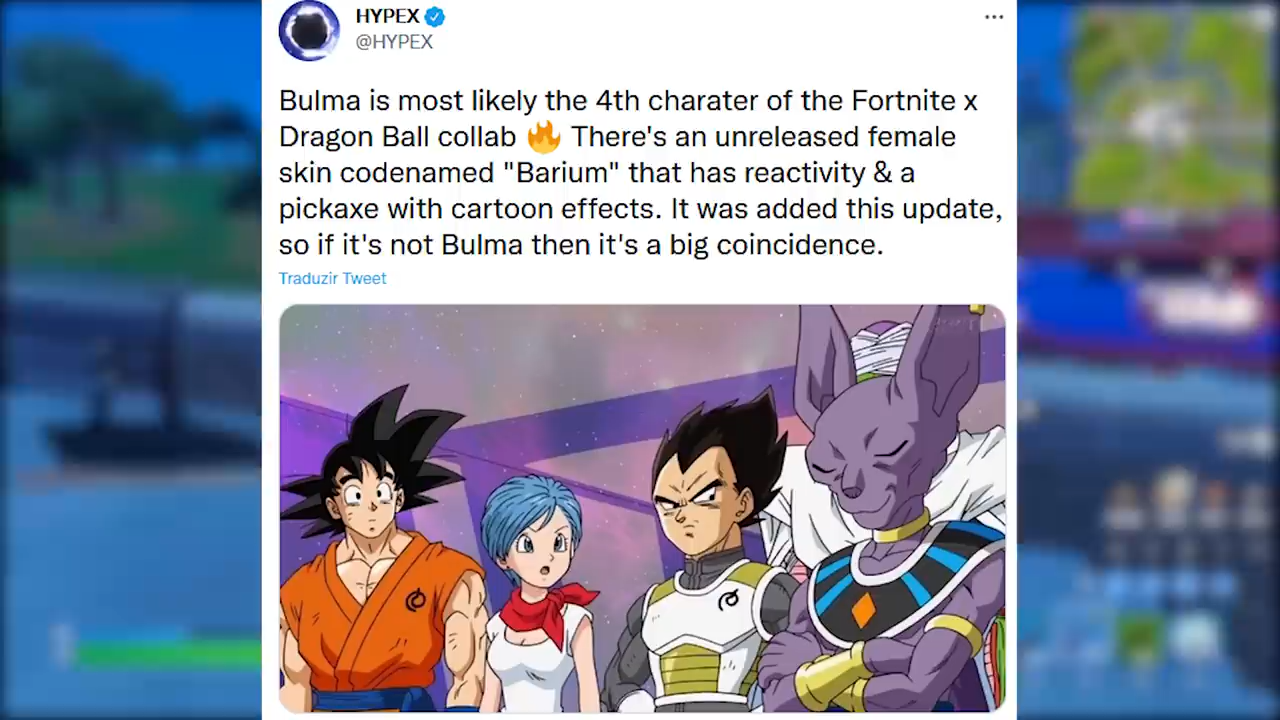 HYPEX
@HYPEX
Bulma is most likely the 4th charater of the Fortnite x
Dragon Ball collab 🔥 There's an unreleased female
skin codenamed "Barium" that has reactivity & a
pickaxe with cartoon effects. It was added this update,
so if it's not Bulma then it's a big coincidence.
Traduzir Tweet